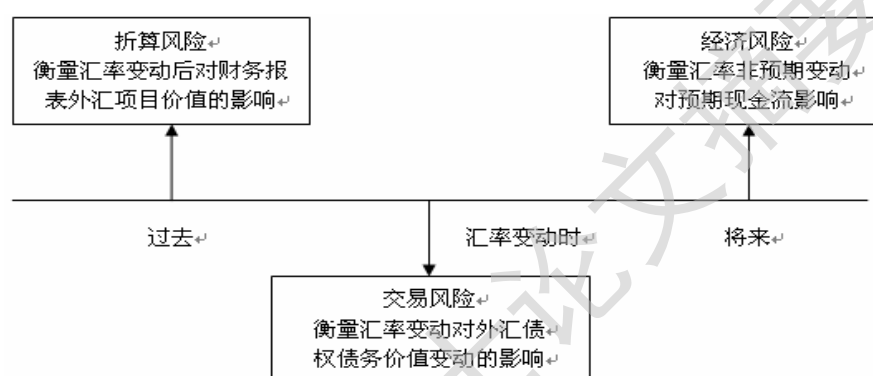 折算风险
衡量汇率变动后对财务报
表外汇项目价值的影响
经济风险
衡量汇率非预期变动
对预期现金流影响
过去
汇率变动时
将来
交易风险
衡量汇率变动对外汇债
权债务价值变动的影响
论文摘要